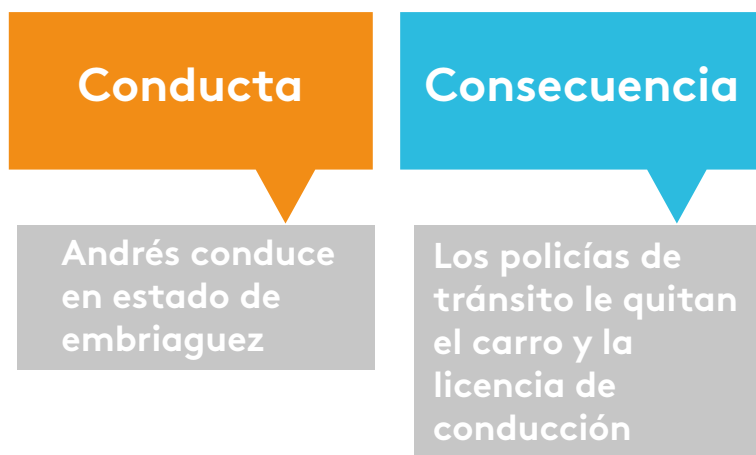 Conducta
Andrés conduce
en estado de
embriaguez
Consecuencia
Los policías de
tránsito le quitan
el carro y la
licencia de
conducción